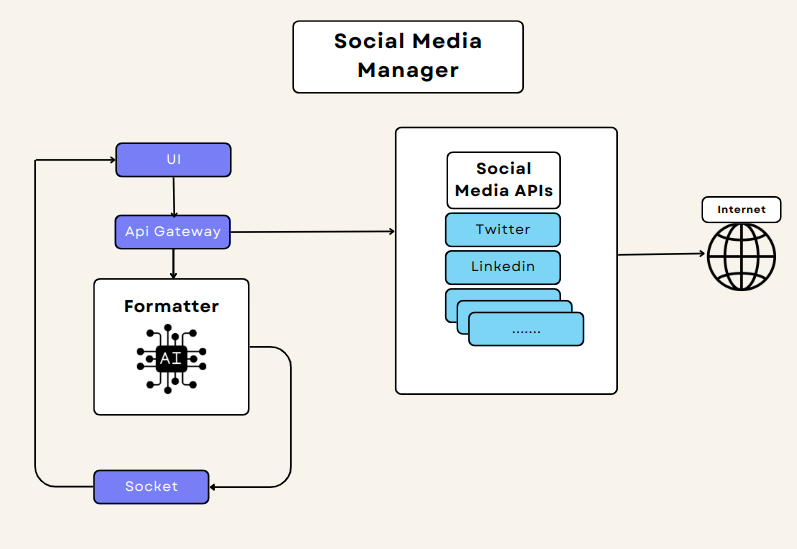 Social Media
Manager
UI
Api Gateway
Formatter
AI
Socket
Social
Media APIs
Twitter
Linkedin
.......
Internet